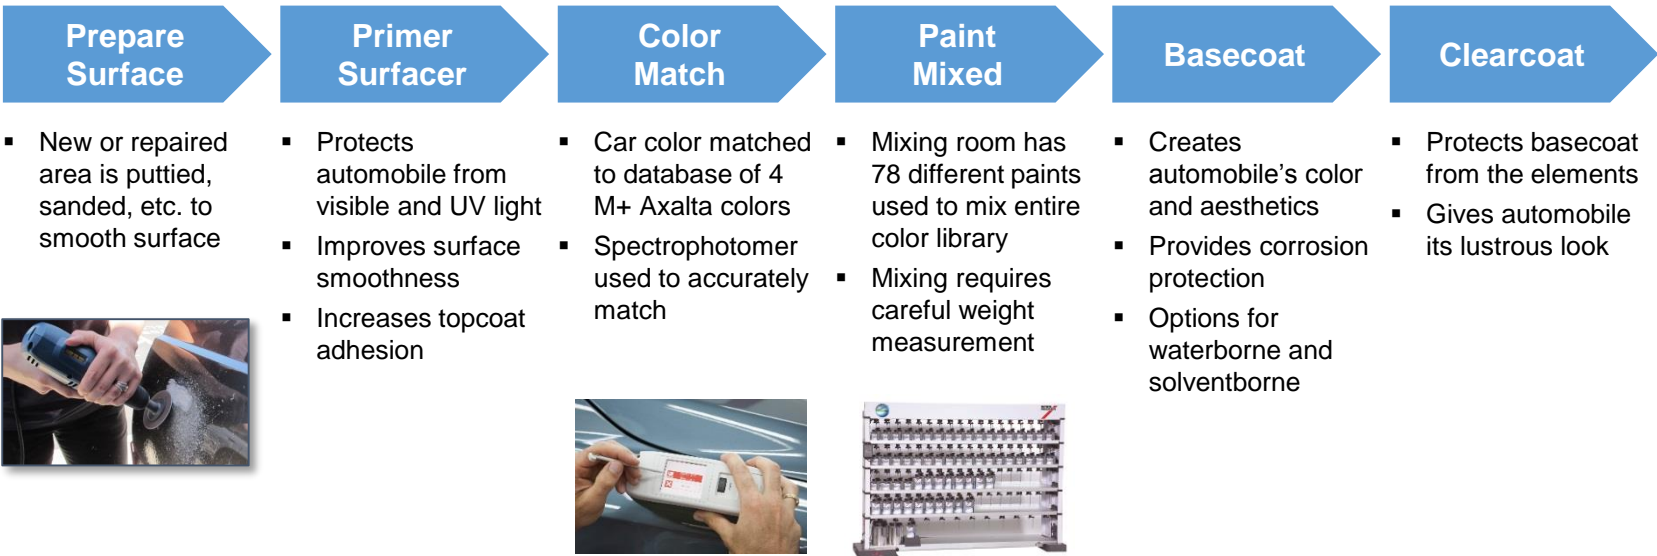 Prepare
Surface
▪ New or repaired
area is puttied,
sanded, etc. to
smooth surface
Primer
Surfacer
▪ Protects
automobile from
visible and UV light
▪ Improves surface
smoothness
▪ Increases topcoat
adhesion
Color
Match
▪ Car color matched
to database of 4
M+ Axalta colors
▪ Spectrophotomer
used to accurately
match
Paint
Mixed
▪ Mixing room has
78 different paints
used to mix entire
color library
▪ Mixing requires
careful weight
measurement
Basecoat
▪ Creates
automobile’s color
and aesthetics
▪ Provides corrosion
protection
▪ Options for
waterborne and
solventborne
Clearcoat
▪ Protects basecoat
from the elements
▪ Gives automobile
its lustrous look